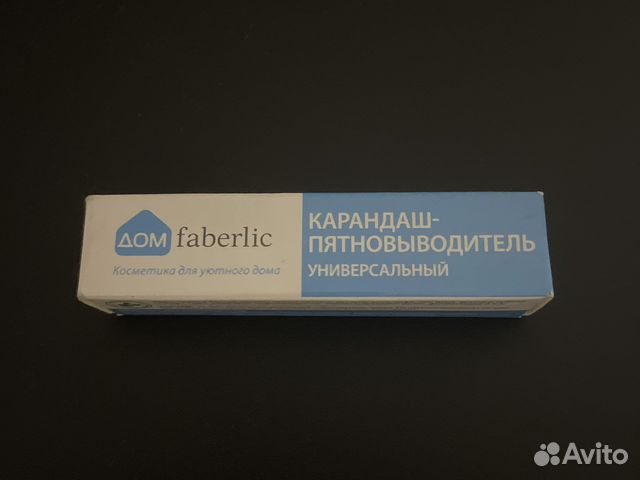 ДОМ faberlic
Косметика для уютного дома
КАРАНДАШ-
ПЯТНОВЫВОДИТЕЛЬ
УНИВЕРСАЛЬНЫЙ
Avito